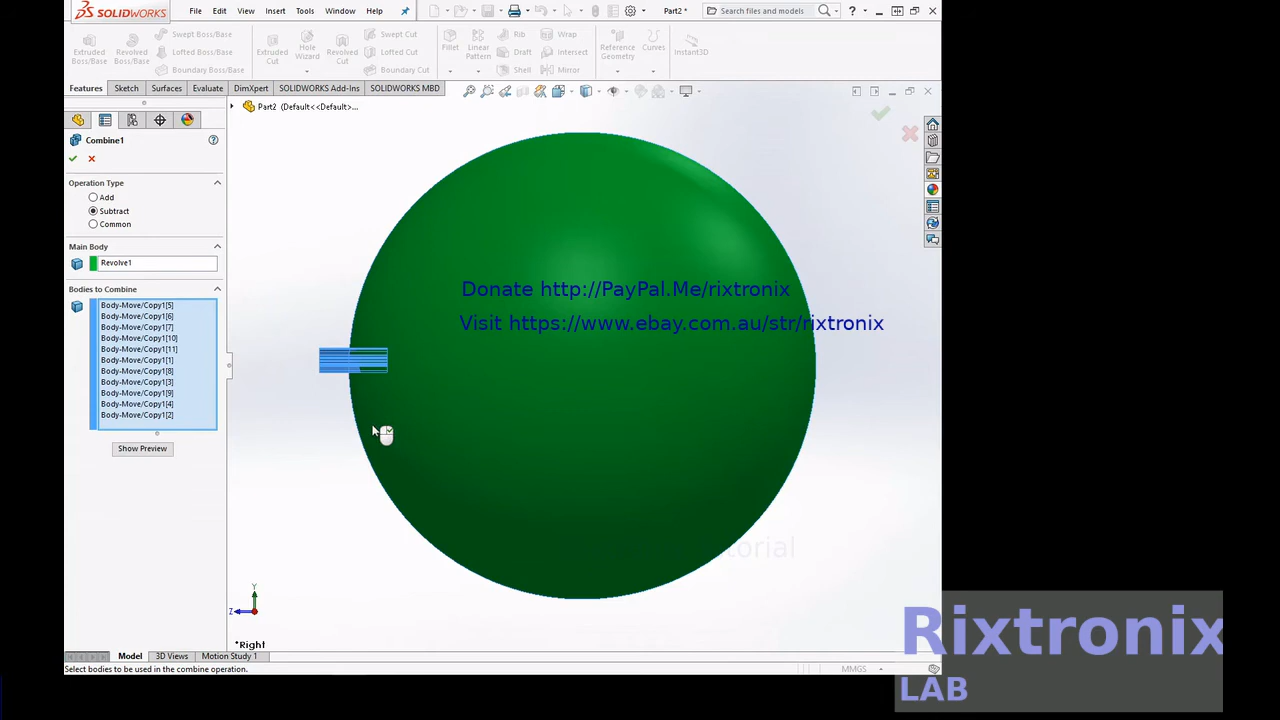 SOLIDWORKS File Edit View Insert Tools Window Help Part2 * Search files and models ?
Extruded Boss/Base Revolved Boss/Base Swept Boss/Base Lofted Boss/Base Boundary Boss/Base Extruded Cut Hole Wizard Revolved Cut Swept Cut Lofted Cut Boundary Cut Fillet Linear Pattern Rib Draft Shell Wrap Intersect Mirror Reference Geometry Curves Instant3D
Features Sketch Surfaces Evaluate DimXpert SOLIDWORKS Add-Ins SOLIDWORKS MBD
Part2 (Default<<Default>...
Combine1
Operation Type
Add
Subtract
Common
Main Body
Revolve1
Bodies to Combine
Body-Move/Copy1[5]
Body-Move/Copy1[6]
Body-Move/Copy1[7]
Body-Move/Copy1[10]
Body-Move/Copy1[11]
Body-Move/Copy1[1]
Body-Move/Copy1[8]
Body-Move/Copy1[3]
Body-Move/Copy1[9]
Body-Move/Copy1[4]
Body-Move/Copy1[2]
Show Preview
Donate http://PayPal.Me/rixtronix
Visit https://www.ebay.com.au/str/rixtronix
torial
Y
Z
*Right
Model 3D Views Motion Study 1
Select bodies to be used in the combine operation. MMGS
Rixtronix
LAB